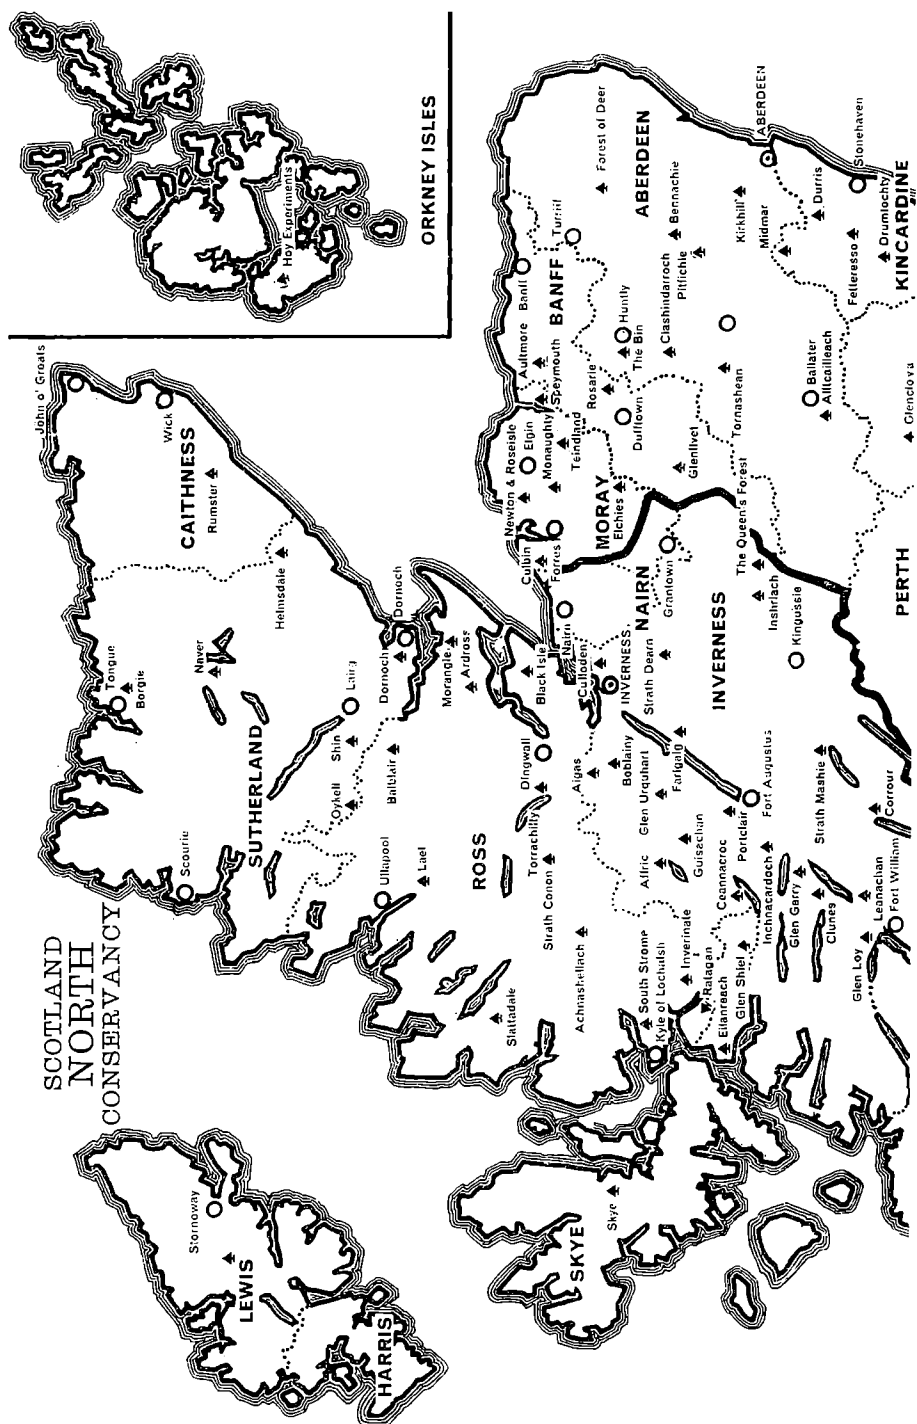 SCOTLAND
NORTH
CONSERVANCY
ORKNEY ISLES
Hoy Experiments
John o' Groats
Wick
CAITHNESS
Rumster
Helmsdale
Tongue
Borgie
Naver
SUTHERLAND
Scourie
Lairg
Shin
Oykell
Balblair
Dornoch
Dornoch
Morangie
Ardross
Ullapool
Lael
ROSS
Black Isle
Dingwall
Torrachilty
Strath Conon
Achnashellach
Slattadale
LEWIS
Stornoway
HARRIS
SKYE
Skye
South Strome
Kyle of Lochalsh
Inverinate
Ratagan
Eilanreach
Glen Shiel
Affric
Guisachan
Ceannacroc
Portclair
Inchnacardoch
Fort Augustus
Glen Garry
Clunes
Strath Mashie
Glen Loy
Leanachan
Fort William
Corrour
Aigas
Boblainy
Glen Urquhart
Farigaig
INVERNESS
Culloden
Nairn
INVERNESS
Strath Dearn
NAIRN
Grantown
Kingussie
Inshriach
The Queen's Forest
MORAY
Elchies
Culbin
Forres
Newton & Roseisle
Elgin
Monaughty
Teindland
Speymouth
Aultmore
Banff
BANFF
Turriff
Rosarie
Dufftown
Glenlivet
Huntly
The Bin
Clashindarroch
Pitfichie
Bennachie
Forest of Deer
ABERDEEN
ABERDEEN
Kirkhill
Midmar
Durris
Stonehaven
Fetteresso
Drumtochty
KINCARDINE
Tornashean
Ballater
Alltcailleach
Glenclova
PERTH